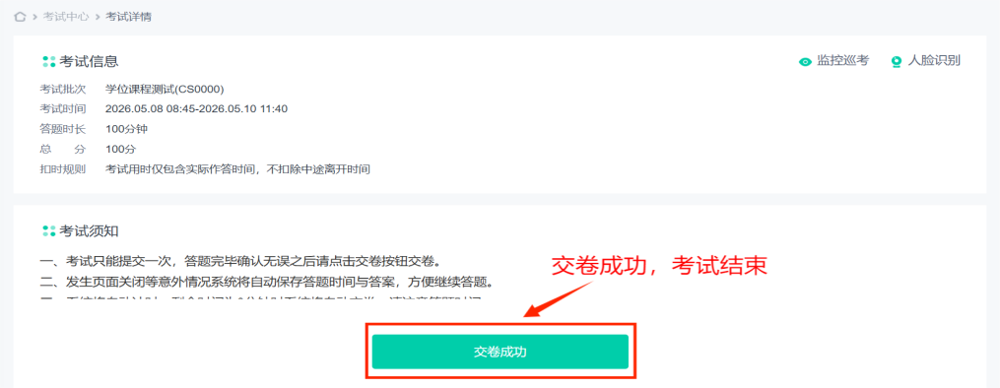 考试中心 > 考试详情
考试信息
监控巡考 人脸识别
考试批次 学位课程测试(CS0000)
考试时间 2026.05.08 08:45-2026.05.10 11:40
答题时长 100分钟
总 分 100分
扣时规则 考试用时仅包含实际作答时间，不扣除中途离开时间
考试须知
一、考试只能提交一次，答题完毕确认无误之后请点击交卷按钮交卷。
二、发生页面关闭等意外情况系统将自动保存答题时间与答案，方便继续答题。
交卷成功，考试结束
交卷成功